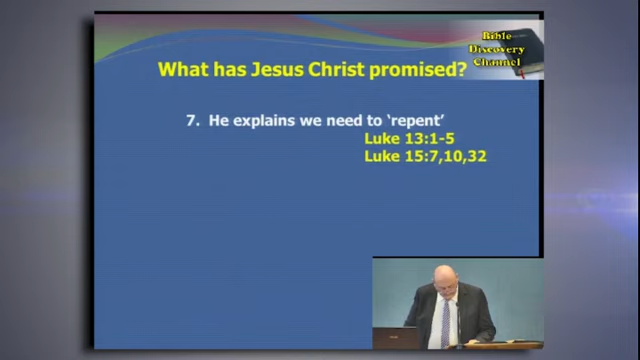 Bible
Discovery
Channel
What has Jesus Christ promised?
7. He explains we need to ‘repent’
Luke 13:1-5
Luke 15:7,10,32